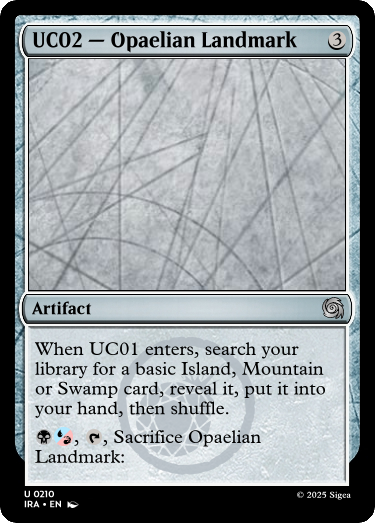 UC02 — Opaelian Landmark 3
Artifact
When UC01 enters, search your
library for a basic Island, Mountain
or Swamp card, reveal it, put it into
your hand, then shuffle.
, , Sacrifice Opaelian
Landmark:
U 0210
IRA • EN
© 2025 Sigea